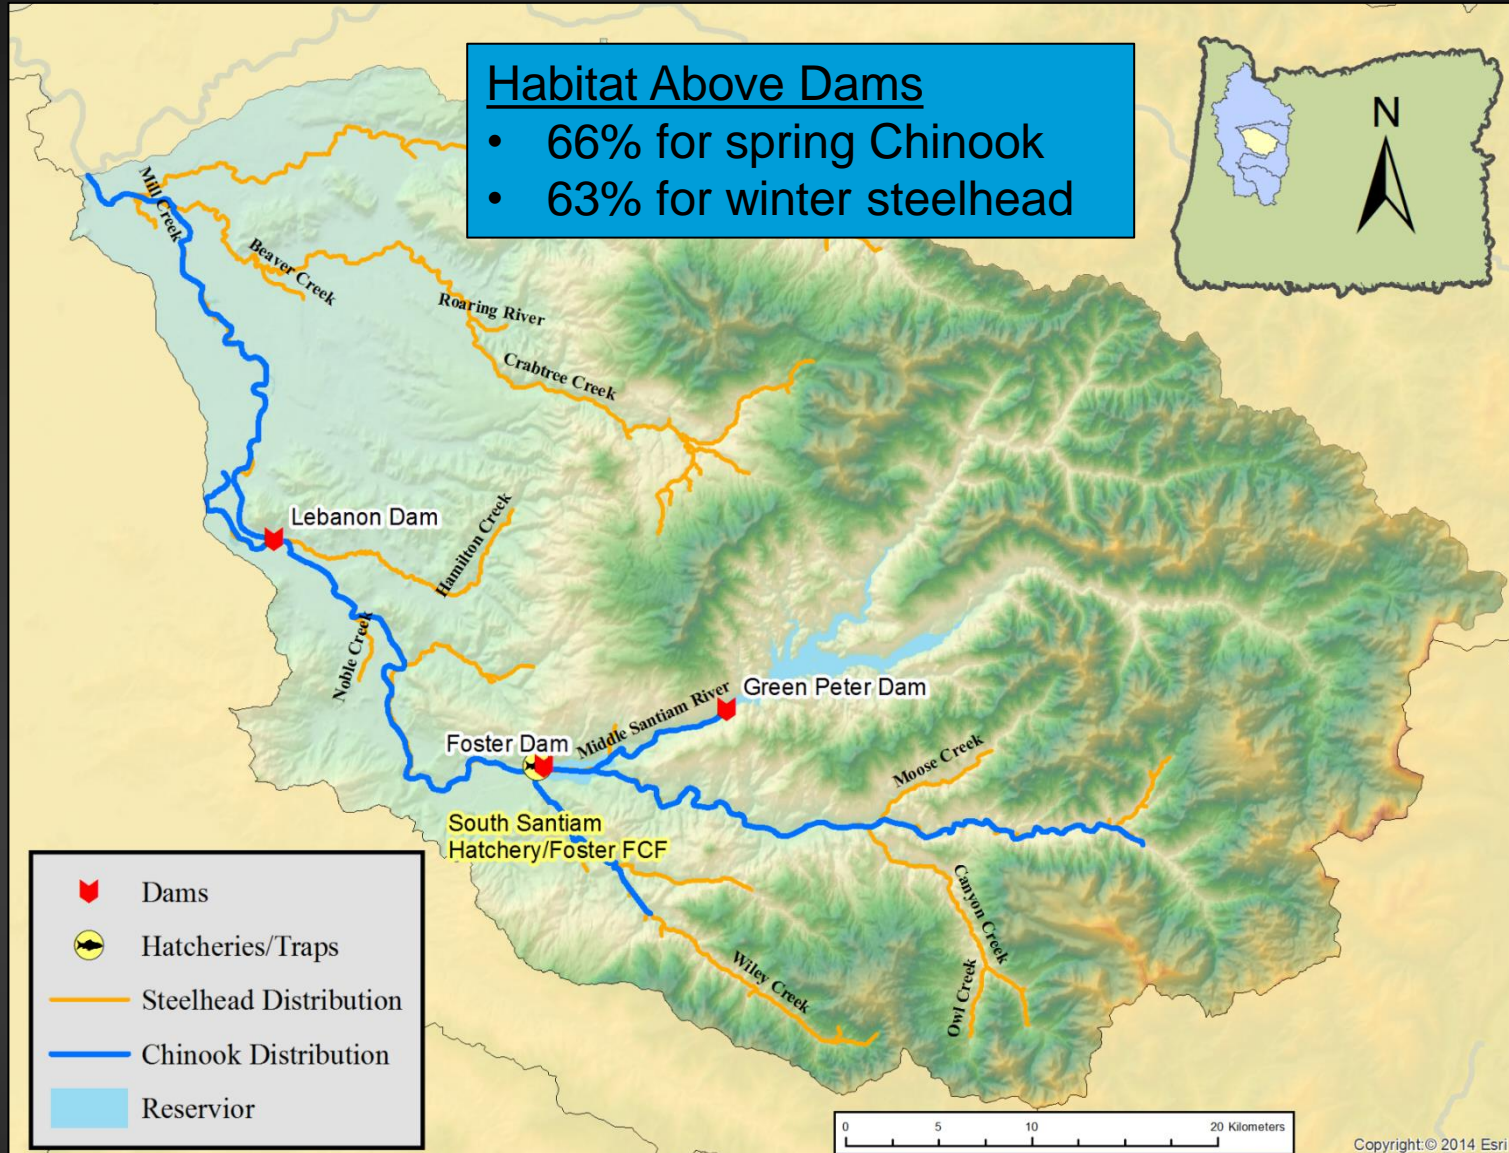 Habitat Above Dams
• 66% for spring Chinook
• 63% for winter steelhead
N
Mill Creek
Beaver Creek
Roaring River
Crabtree Creek
Lebanon Dam
Hamilton Creek
Noble Creek
Green Peter Dam
Middle Santiam River
Foster Dam
Moose Creek
South Santiam
Hatchery/Foster FCF
Canyon Creek
Owl Creek
Wiley Creek
Dams
Hatcheries/Traps
Steelhead Distribution
Chinook Distribution
Reservior
0 5 10 20 Kilometers
Copyright:© 2014 Esri